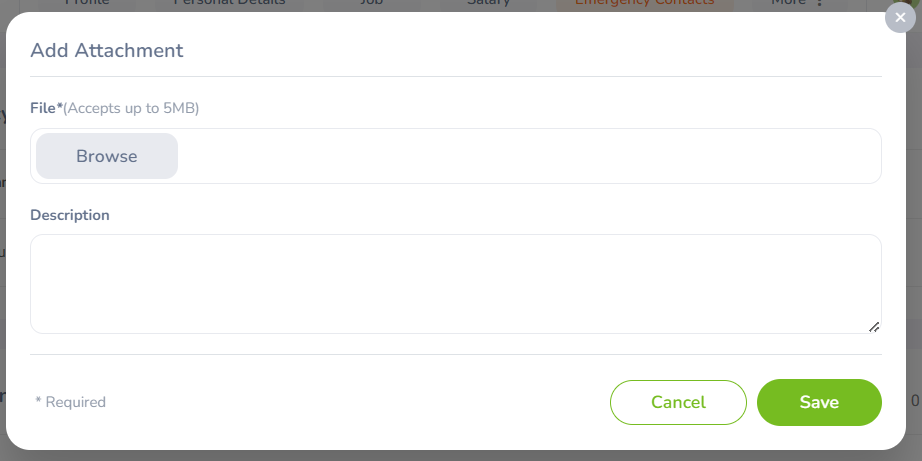 Profile Personal Details Job Salary Emergency Contacts More
Add Attachment
File*(Accepts up to 5MB)
Browse
Description
* Required
Cancel
Save
0